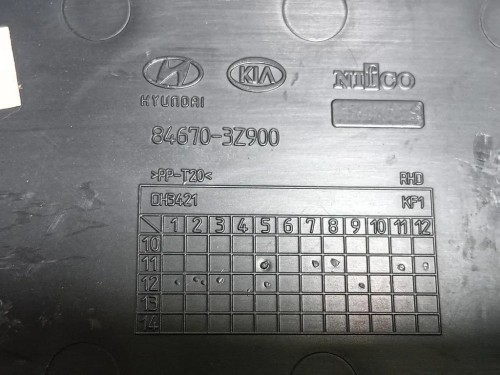 KIA NIFCO
HYUNDAI
84670-3Z900
>PP-T20< RHD
DH3421 KP1
1 2 3 4 5 6 7 8 9 10 11 12
10
11
12
13
14